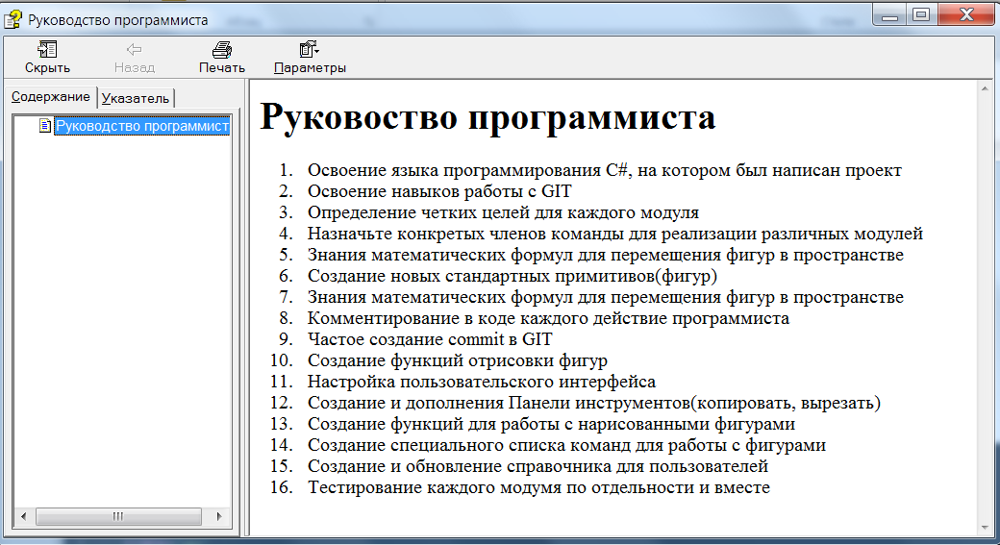 Руководство программиста
Скрыть Назад Печать Параметры
Содержание Указатель
Руководство программист
Руковоство программиста
1. Освоение языка программирования C#, на котором был написан проект
2. Освоение навыков работы с GIT
3. Определение четких целей для каждого модуля
4. Назначьте конкретых членов команды для реализации различных модулей
5. Знания математических формул для перемещения фигур в пространстве
6. Создание новых стандартных примитивов(фигур)
7. Знания математических формул для перемещения фигур в пространстве
8. Комментирование в коде каждого действие программиста
9. Частое создание commit в GIT
10. Создание функций отрисовки фигур
11. Настройка пользовательского интерфейса
12. Создание и дополнения Панели инструментов(копировать, вырезать)
13. Создание функций для работы с нарисованными фигурами
14. Создание специального списка команд для работы с фигурами
15. Создание и обновление справочника для пользователей
16. Тестирование каждого модумя по отдельности и вместе